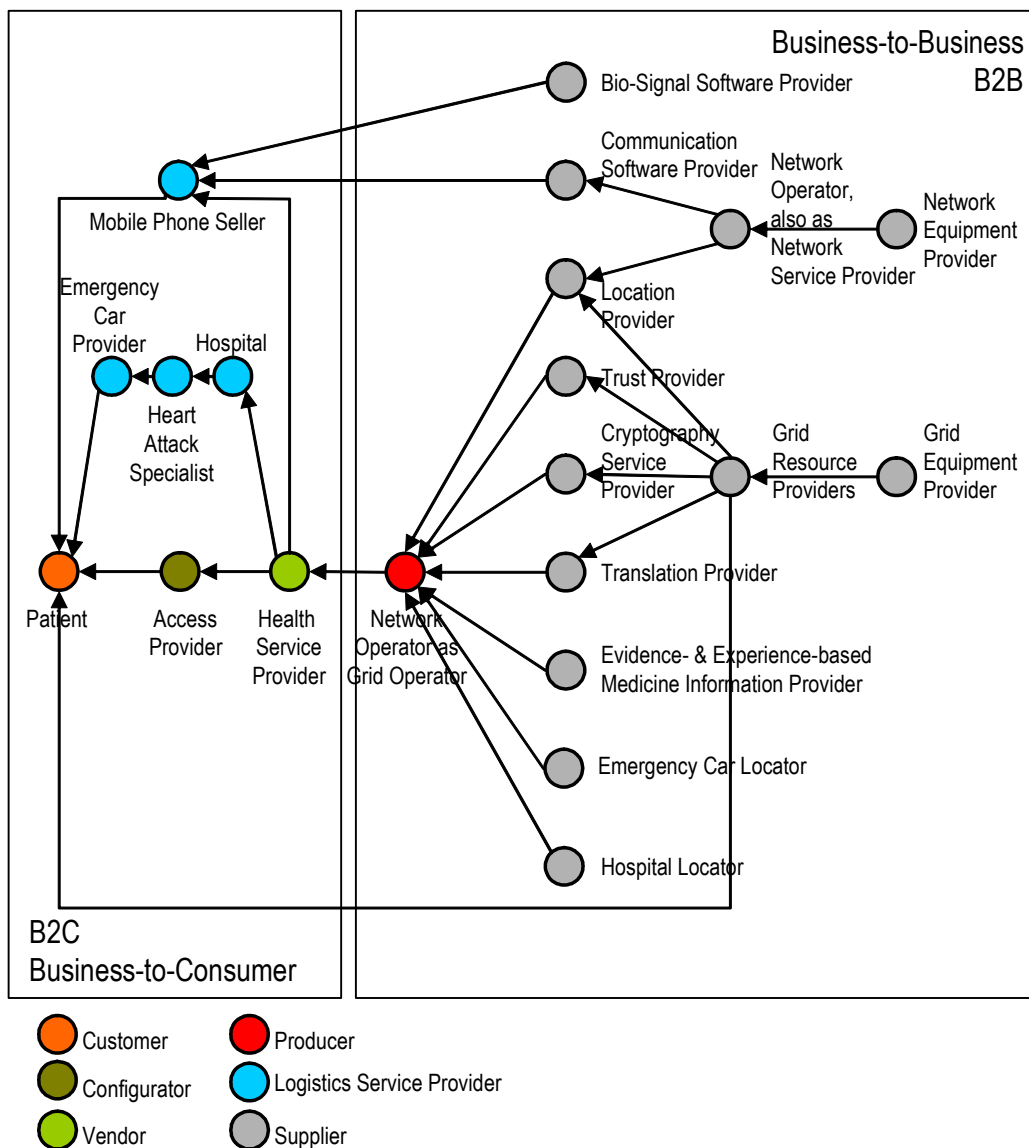 Business-to-Business
B2B
Bio-Signal Software Provider
Communication
Software Provider
Network
Operator,
also as
Network
Service Provider
Network
Equipment
Provider
Mobile Phone Seller
Emergency
Car
Provider
Hospital
Heart
Attack
Specialist
Location
Provider
Trust Provider
Cryptography
Service
Provider
Grid
Resource
Providers
Grid
Equipment
Provider
Patient
Access
Provider
Health
Service
Provider
Network
Operator as
Grid Operator
Translation Provider
Evidence- & Experience-based
Medicine Information Provider
Emergency Car Locator
Hospital Locator
B2C
Business-to-Consumer
Customer
Producer
Configurator
Logistics Service Provider
Vendor
Supplier